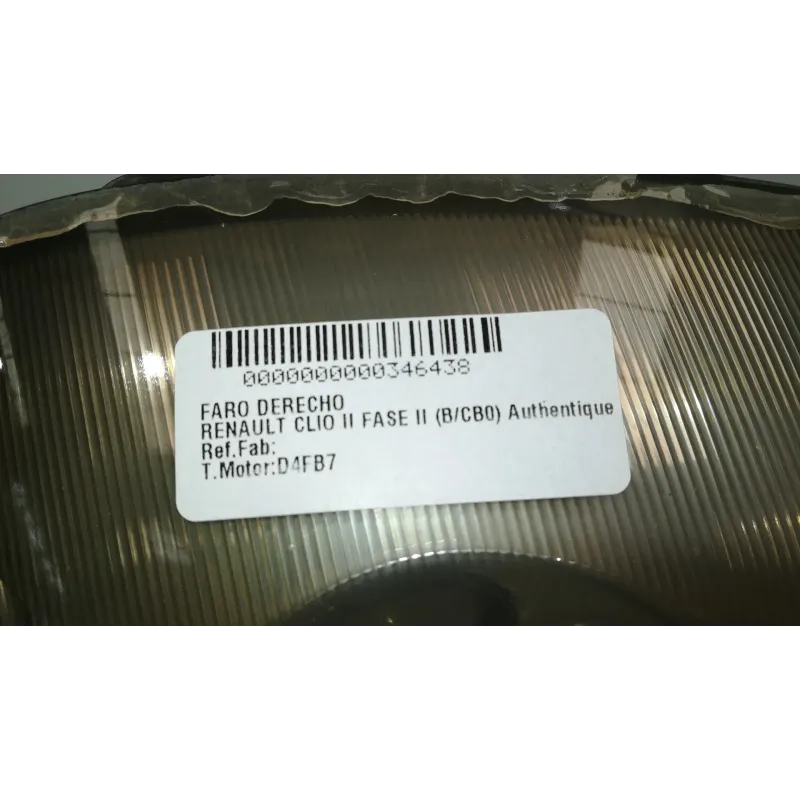 0000000000346438
FARO DERECHO
RENAULT CLIO II FASE II (B/CB0) Authentique
Ref.Fab:
T.Motor:D4FB7